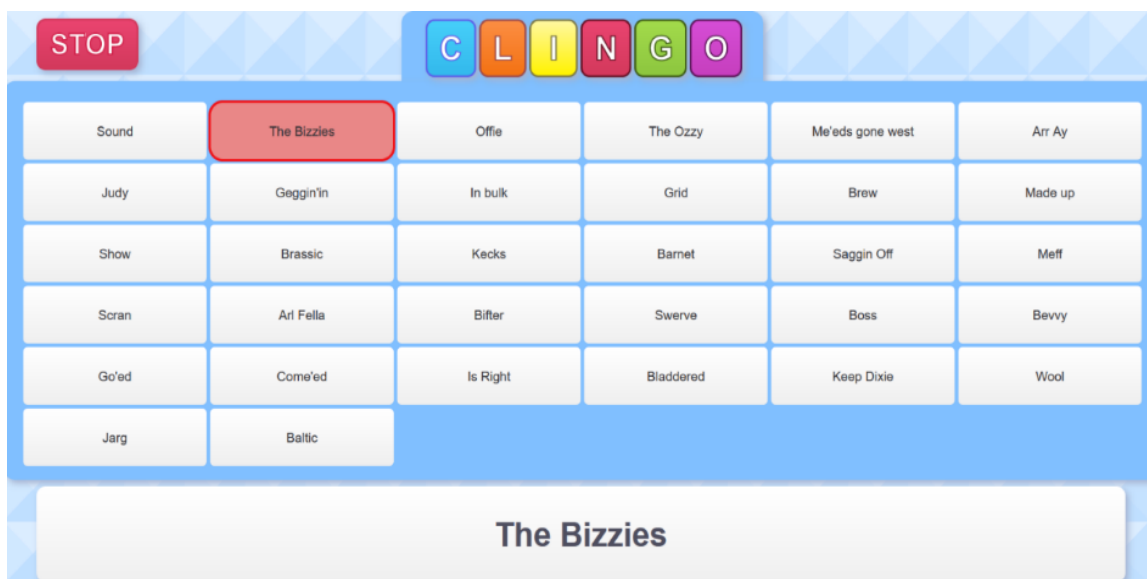 STOP
CLINGO
Sound The Bizzies Offie The Ozzy Me'eds gone west Arr Ay
Judy Geggin'in In bulk Grid Brew Made up
Show Brassic Kecks Barnet Saggin Off Meff
Scran Arl Fella Bifter Swerve Boss Bevvy
Go'ed Come'ed Is Right Bladdered Keep Dixie Wool
Jarg Baltic
The Bizzies